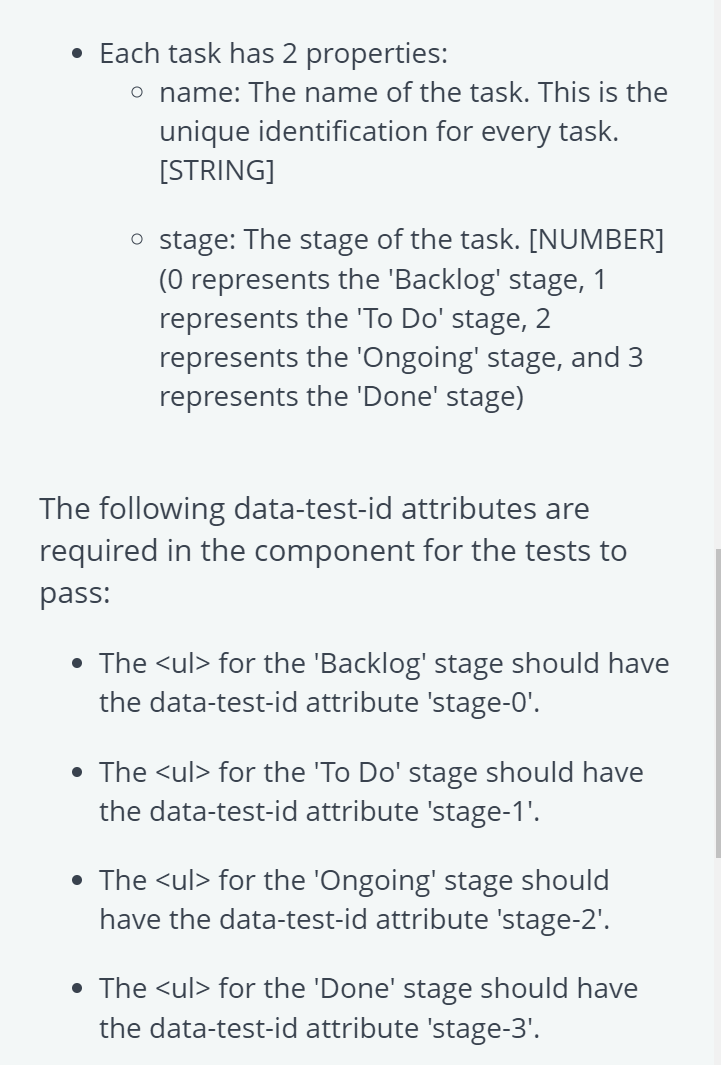 • Each task has 2 properties:
○ name: The name of the task. This is the
unique identification for every task.
[STRING]
○ stage: The stage of the task. [NUMBER]
(0 represents the 'Backlog' stage, 1
represents the 'To Do' stage, 2
represents the 'Ongoing' stage, and 3
represents the 'Done' stage)
The following data-test-id attributes are
required in the component for the tests to
pass:
• The <ul> for the 'Backlog' stage should have
the data-test-id attribute 'stage-0'.
• The <ul> for the 'To Do' stage should have
the data-test-id attribute 'stage-1'.
• The <ul> for the 'Ongoing' stage should
have the data-test-id attribute 'stage-2'.
• The <ul> for the 'Done' stage should have
the data-test-id attribute 'stage-3'.